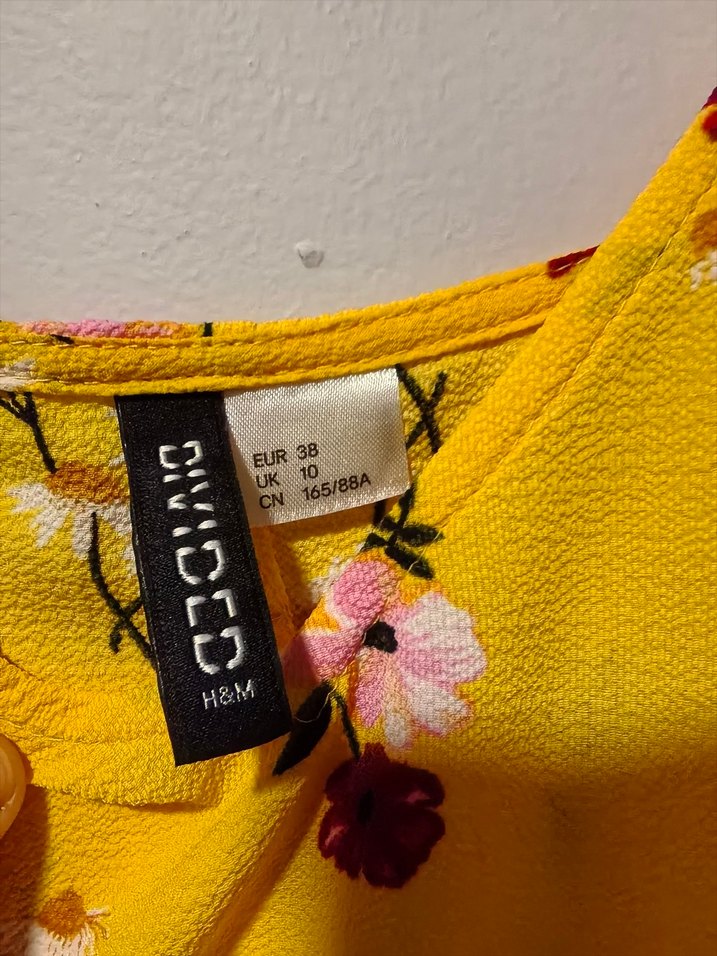 DIVIDED
H&M
EUR 38
UK 10
CN 165/88A